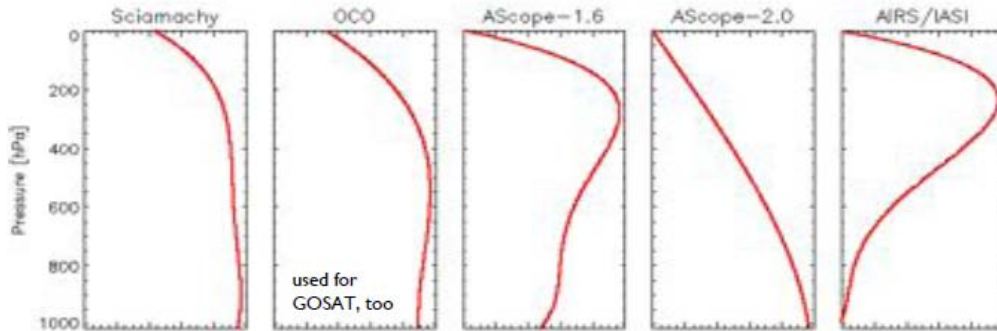 Sciamachy
OCO
AScope-1.6
AScope-2.0
AIRS/IASI
Pressure [hPa]
0
200
400
600
800
1000
used for
GOSAT, too